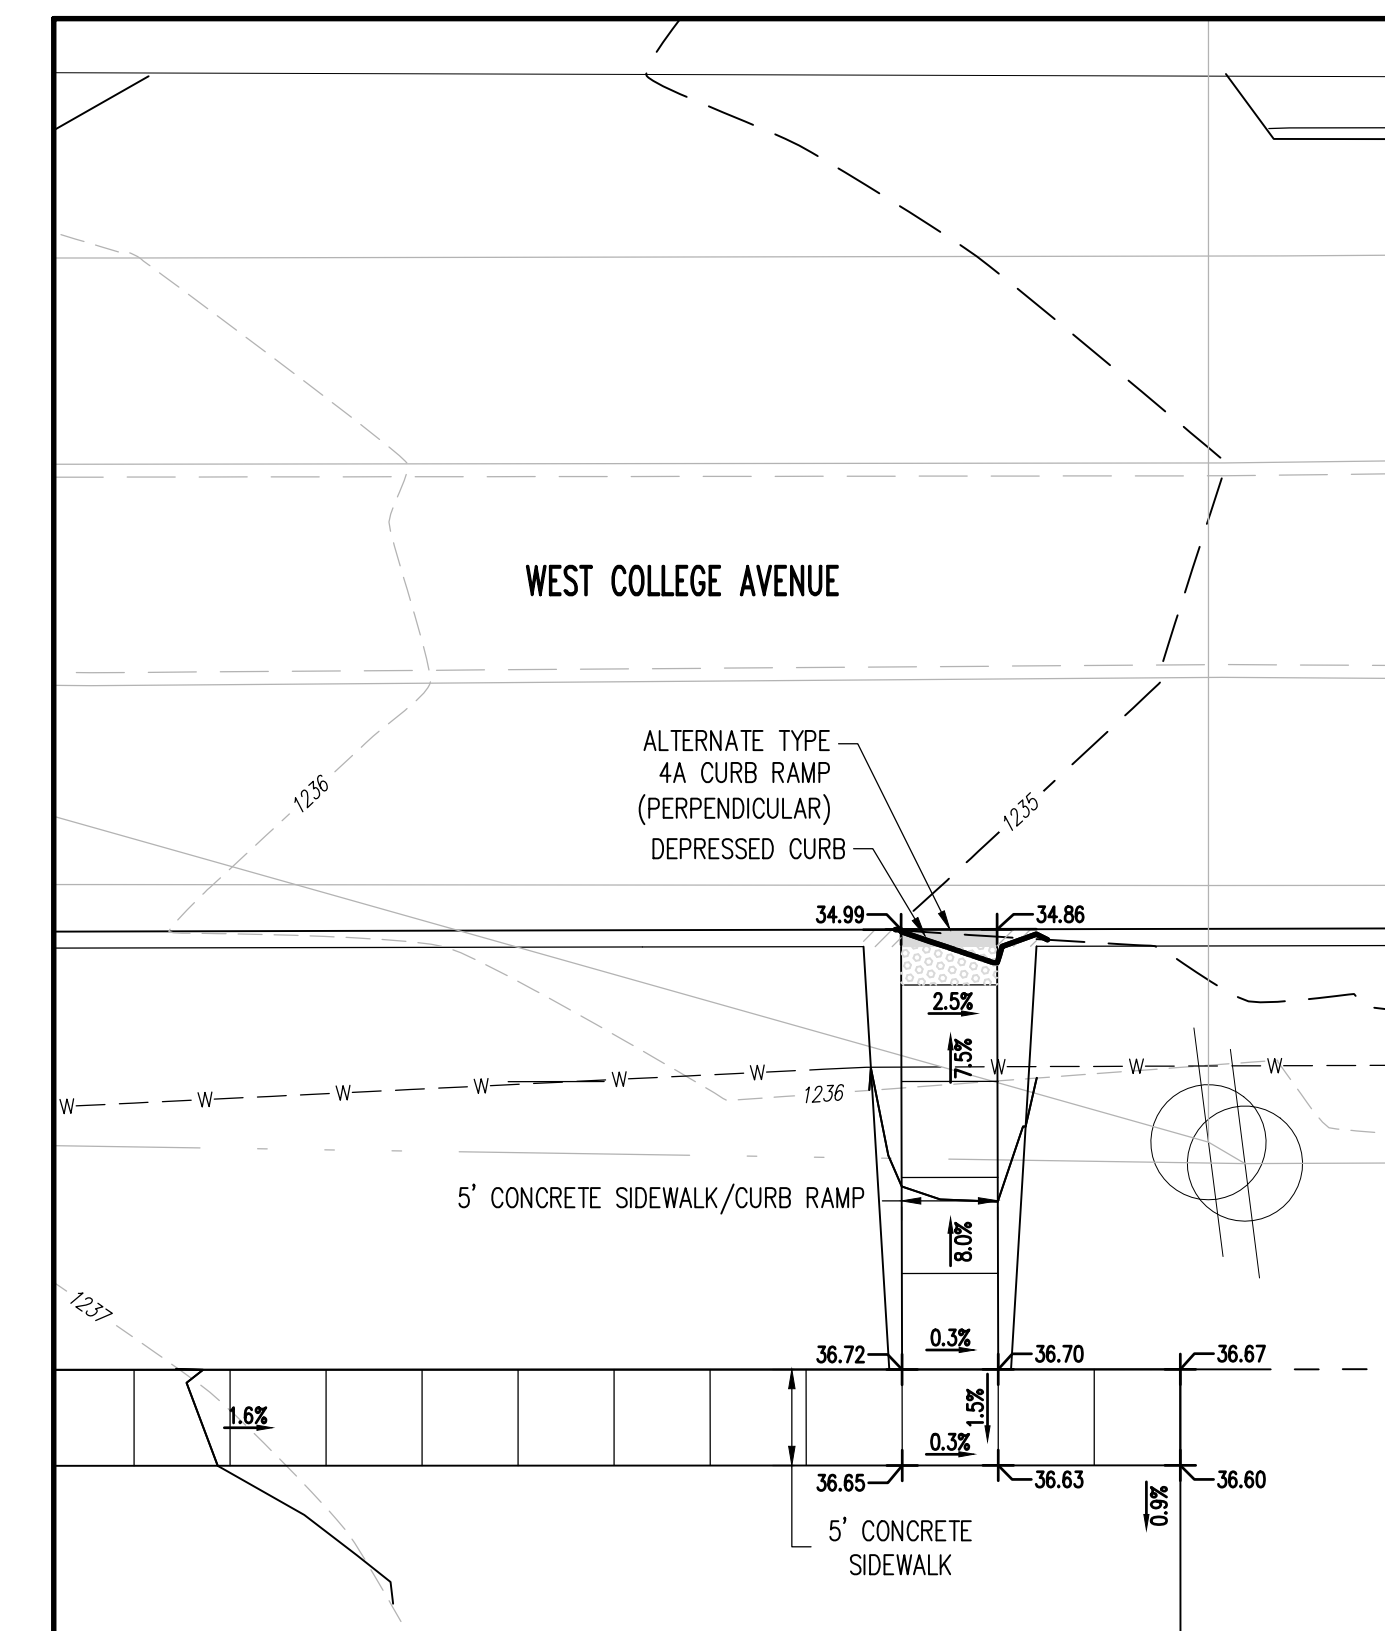 WEST COLLEGE AVENUE
ALTERNATE TYPE
4A CURB RAMP
(PERPENDICULAR)
DEPRESSED CURB
1236
1235
34.99
34.86
2.5%
7.5%
W
W
W
W
W
W
W
W
W
1236
5' CONCRETE SIDEWALK/CURB RAMP
8.0%
1237
0.3%
36.72
36.70
36.67
1.6%
1.5%
0.3%
36.65
36.63
36.60
0.9%
5' CONCRETE
SIDEWALK